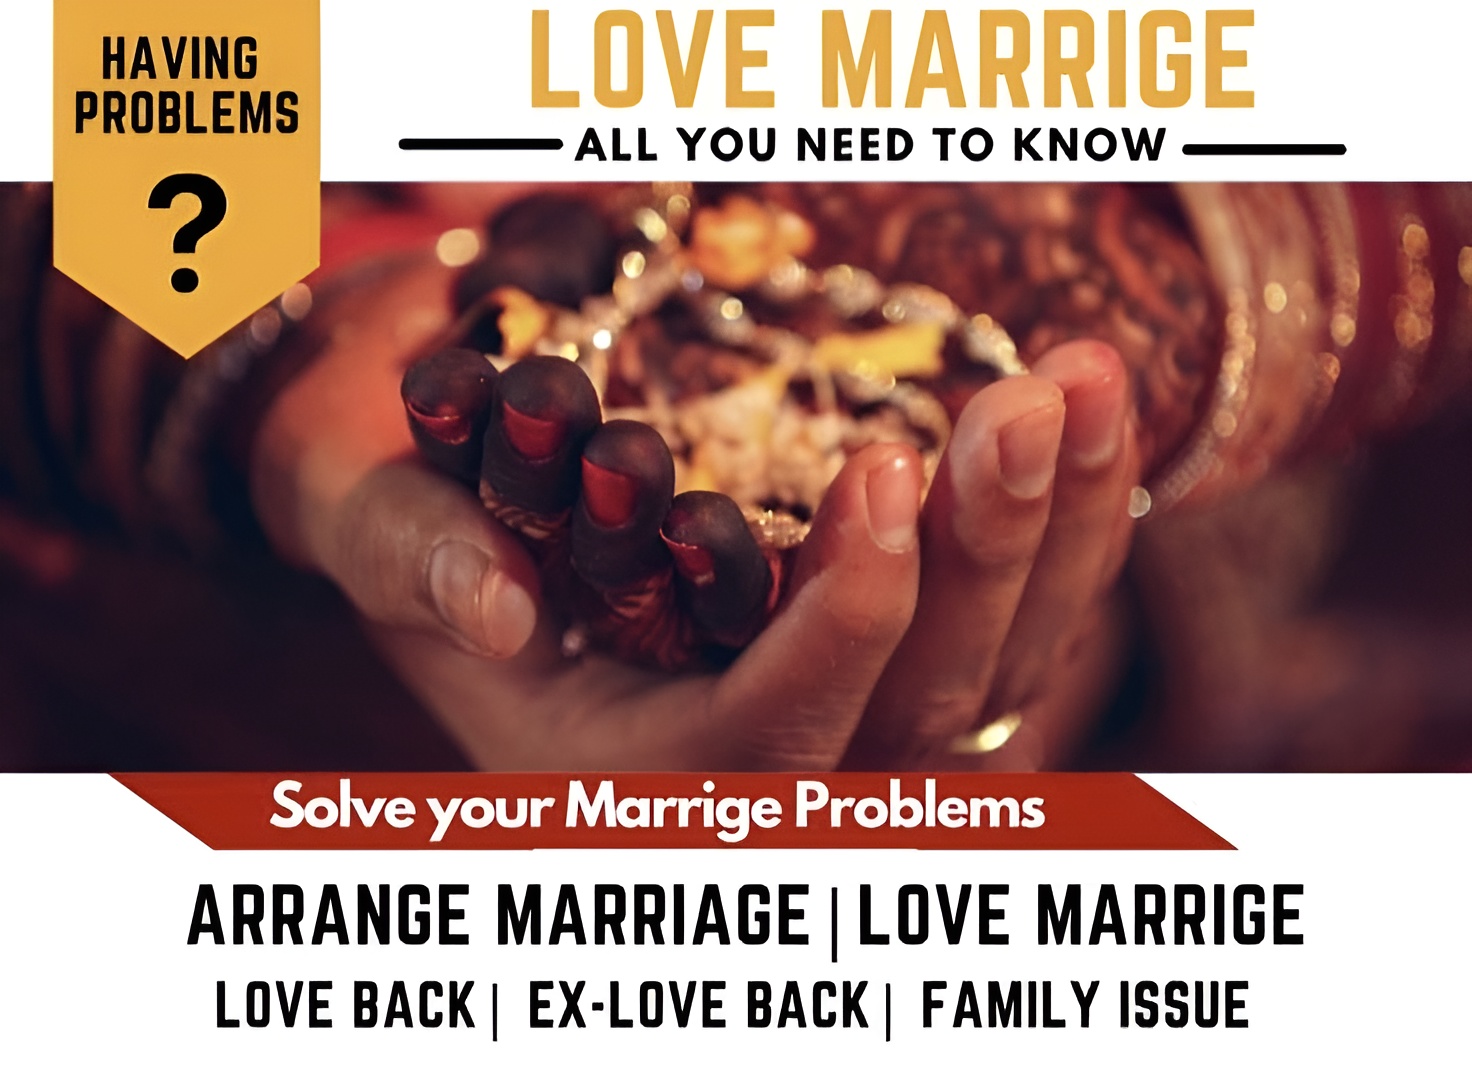 HAVING
PROBLEMS
?
LOVE MARRIGE
ALL YOU NEED TO KNOW
Solve your Marrige Problems
ARRANGE MARRIAGE | LOVE MARRIGE
LOVE BACK | EX-LOVE BACK | FAMILY ISSUE